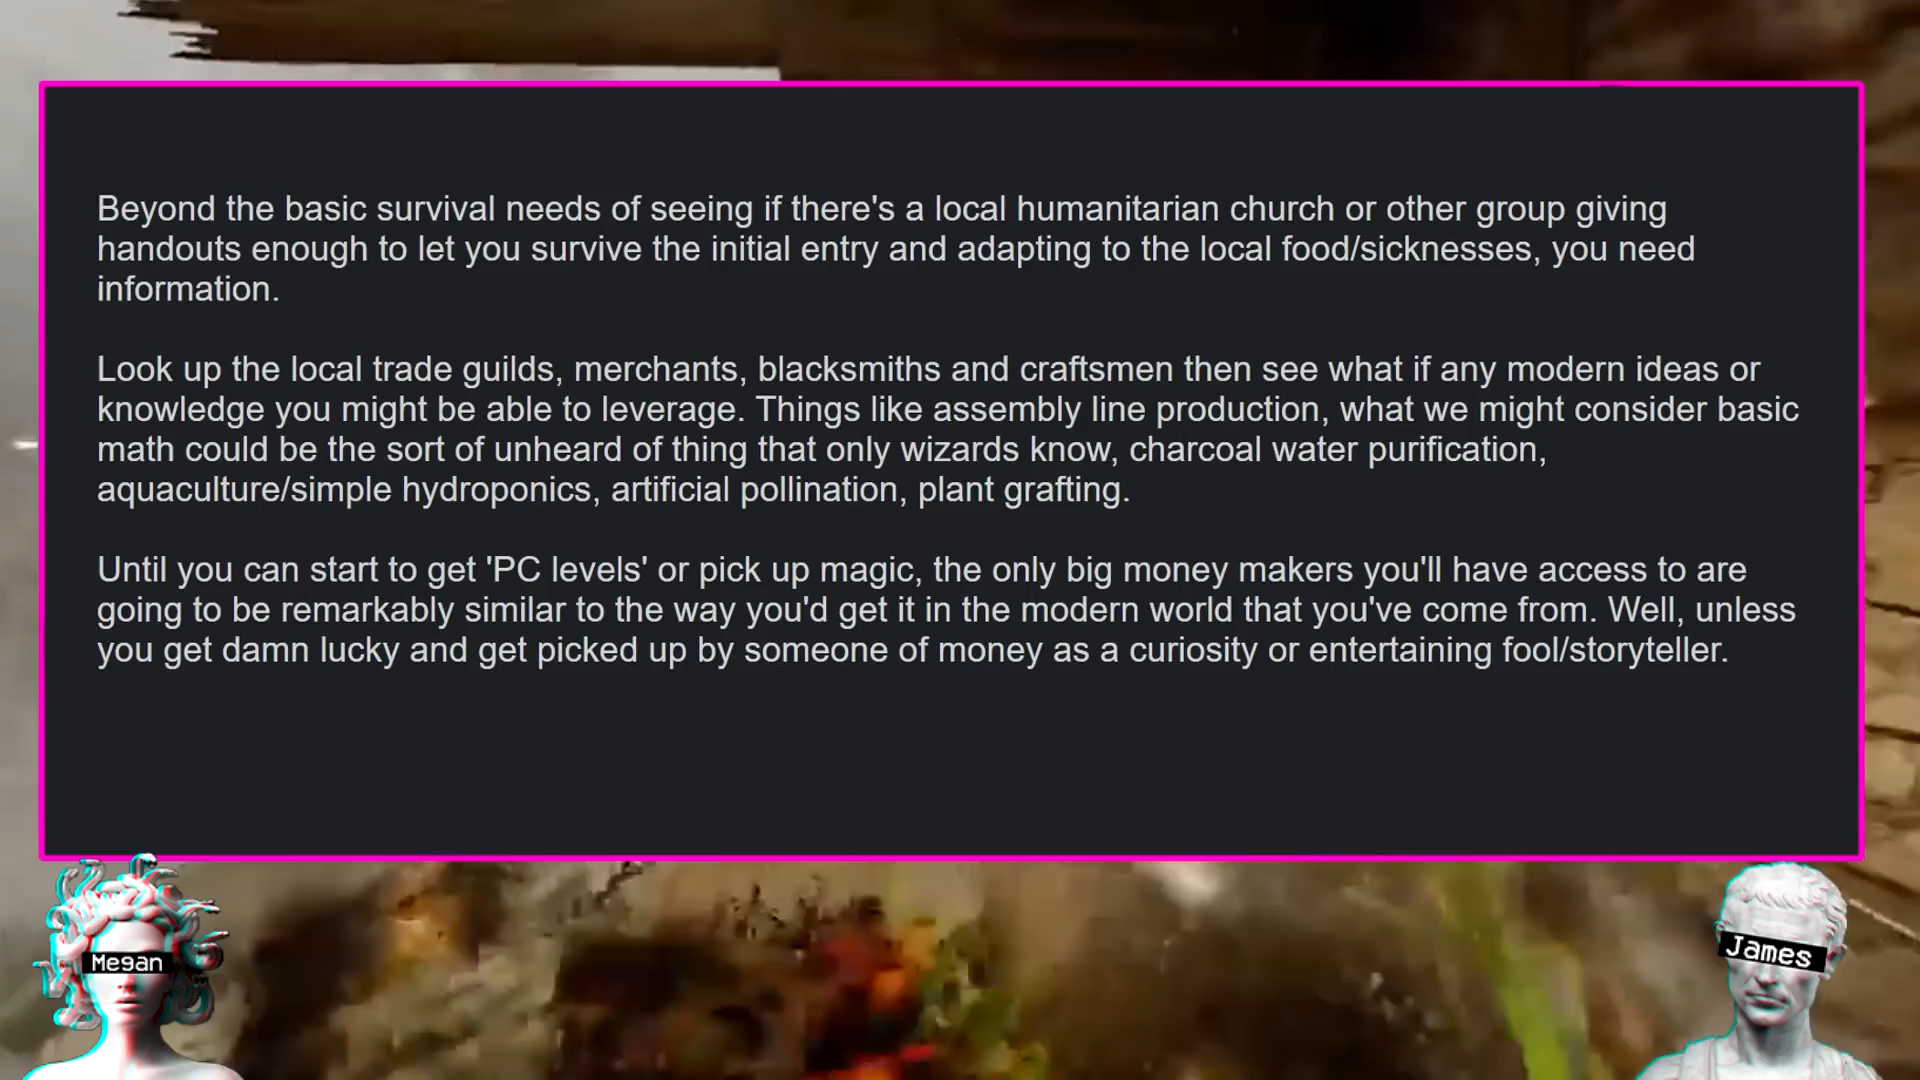 Beyond the basic survival needs of seeing if there's a local humanitarian church or other group giving
handouts enough to let you survive the initial entry and adapting to the local food/sicknesses, you need
information.
Look up the local trade guilds, merchants, blacksmiths and craftsmen then see what if any modern ideas or
knowledge you might be able to leverage. Things like assembly line production, what we might consider basic
math could be the sort of unheard of thing that only wizards know, charcoal water purification,
aquaculture/simple hydroponics, artificial pollination, plant grafting.
Until you can start to get 'PC levels' or pick up magic, the only big money makers you'll have access to are
going to be remarkably similar to the way you'd get it in the modern world that you've come from. Well, unless
you get damn lucky and get picked up by someone of money as a curiosity or entertaining fool/storyteller.
Megan
James